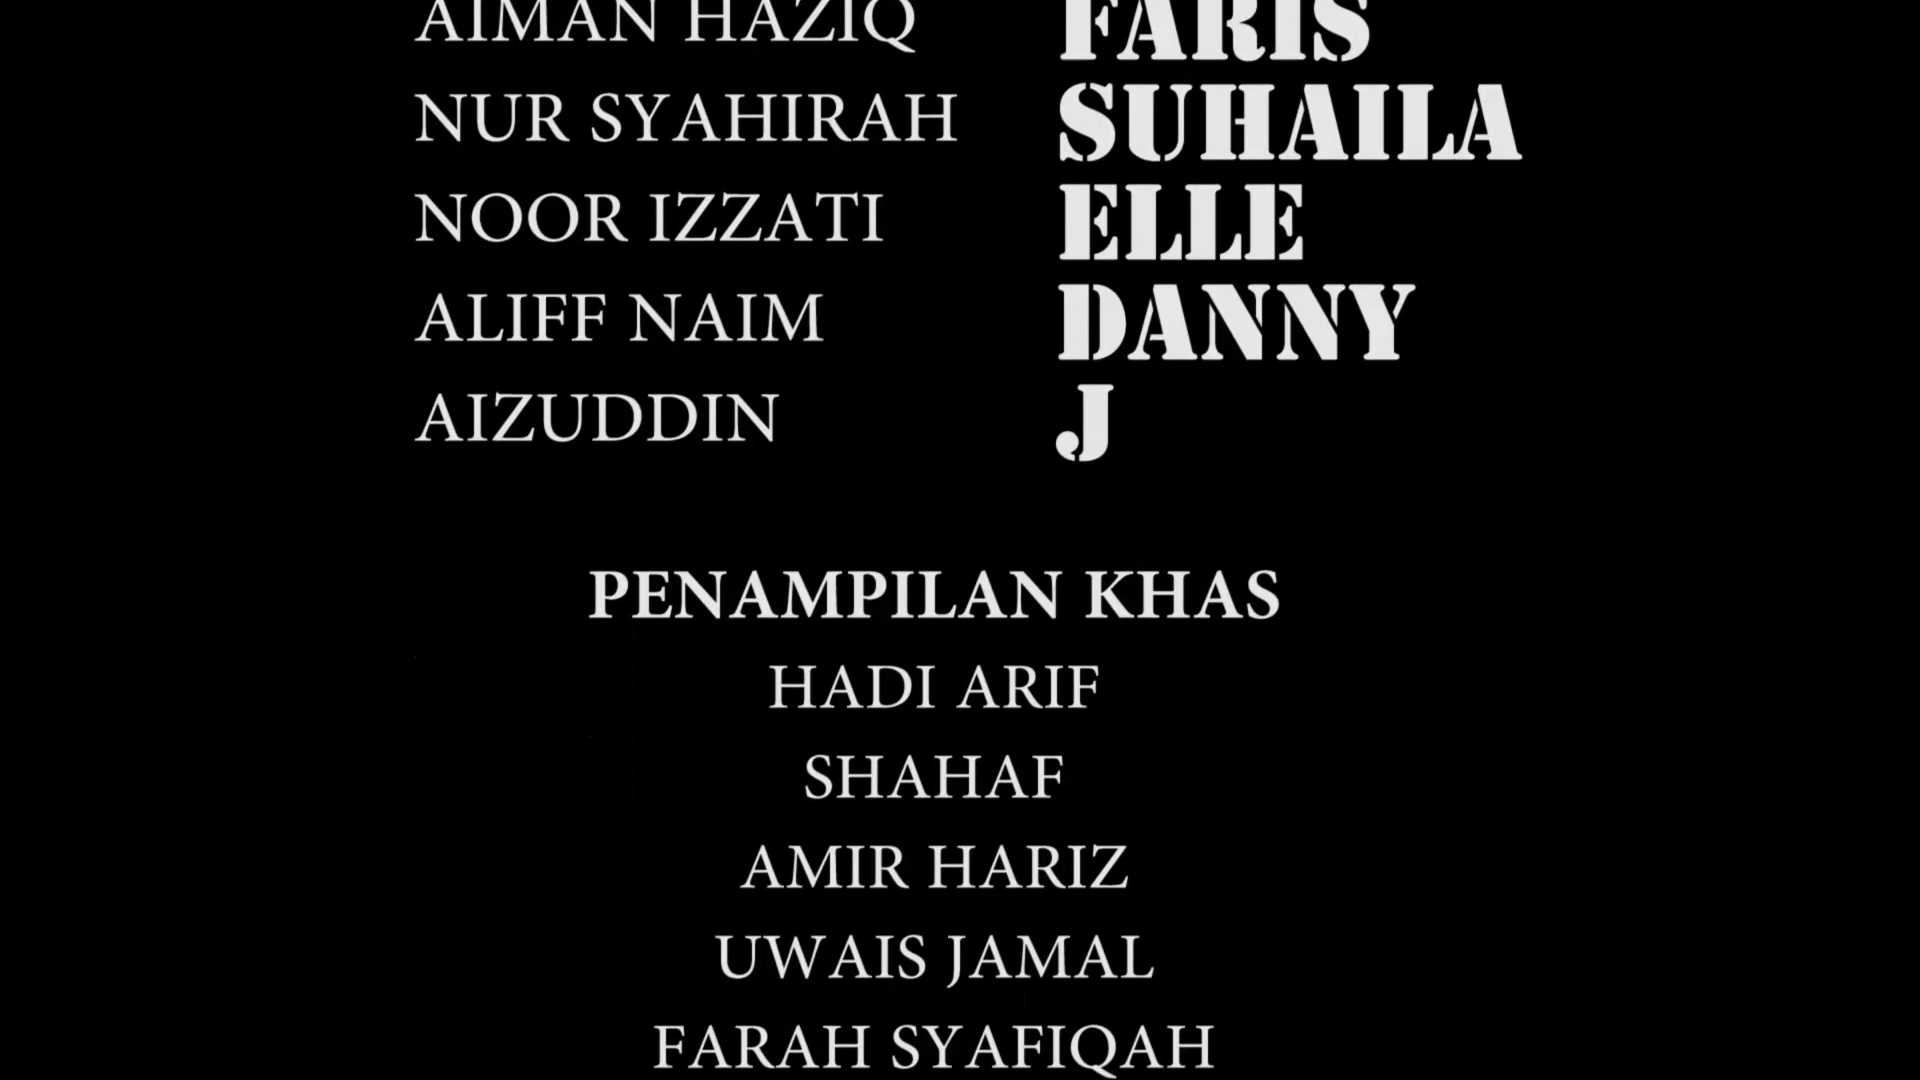 AIMAN HAZIQ FARIS
NUR SYAHIRAH SUHAILA
NOOR IZZATI ELLE
ALIFF NAIM DANNY
AIZUDDIN J
PENAMPILAN KHAS
HADI ARIF
SHAHAF
AMIR HARIZ
UWAIS JAMAL
FARAH SYAFIQAH